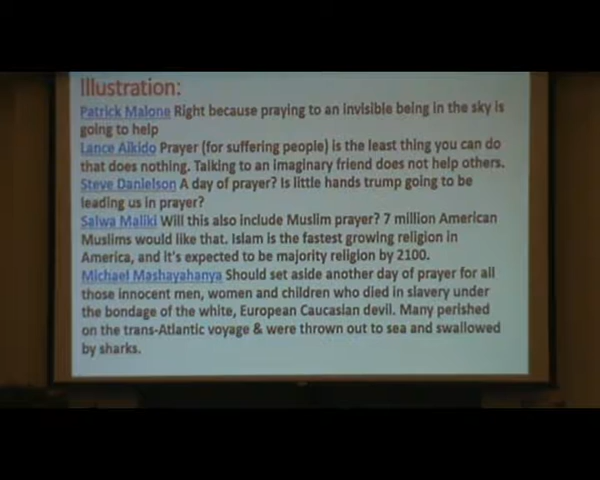 Illustration:
Patrick Malone Right because praying to an invisible being in the sky is
going to help
Lance Aikido Prayer (for suffering people) is the least thing you can do
that does nothing. Talking to an imaginary friend does not help others.
Steve Danielson A day of prayer? Is little hands trump going to be
leading us in prayer?
Salwa Maliki Will this also include Muslim prayer? 7 million American
Muslims would like that. Islam is the fastest growing religion in
America, and it's expected to be majority religion by 2100.
Michael Mashayahanya Should set aside another day of prayer for all
those innocent men, women and children who died in slavery under
the bondage of the white, European Caucasian devil. Many perished
on the trans-Atlantic voyage & were thrown out to sea and swallowed
by sharks.